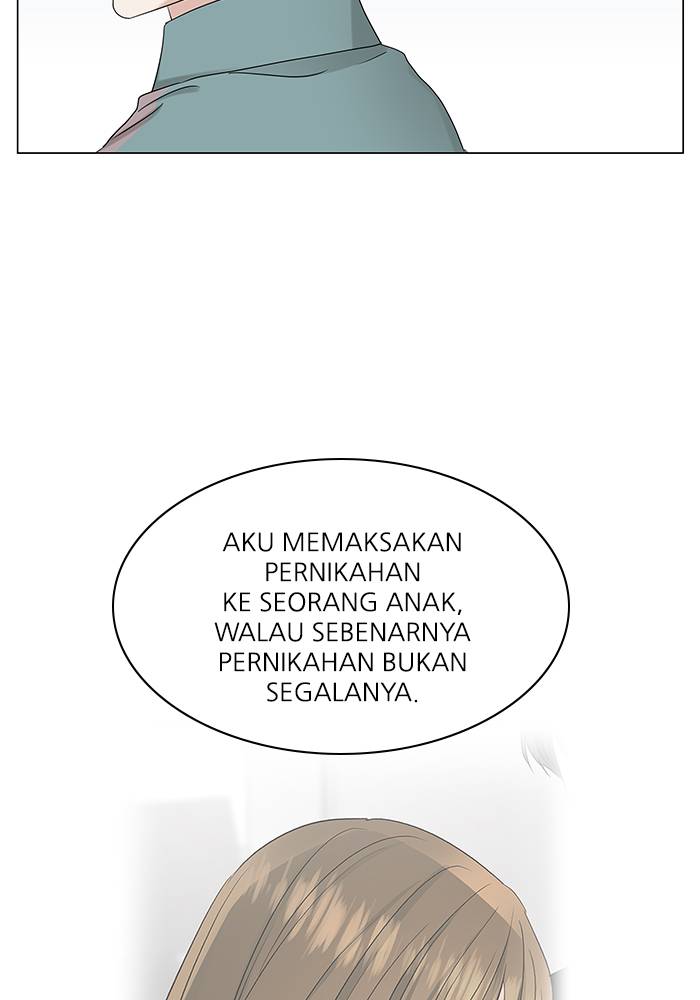 AKU MEMAKSAKAN
PERNIKAHAN
KE SEORANG ANAK,
WALAU SEBENARNYA
PERNIKAHAN BUKAN
SEGALANYA.